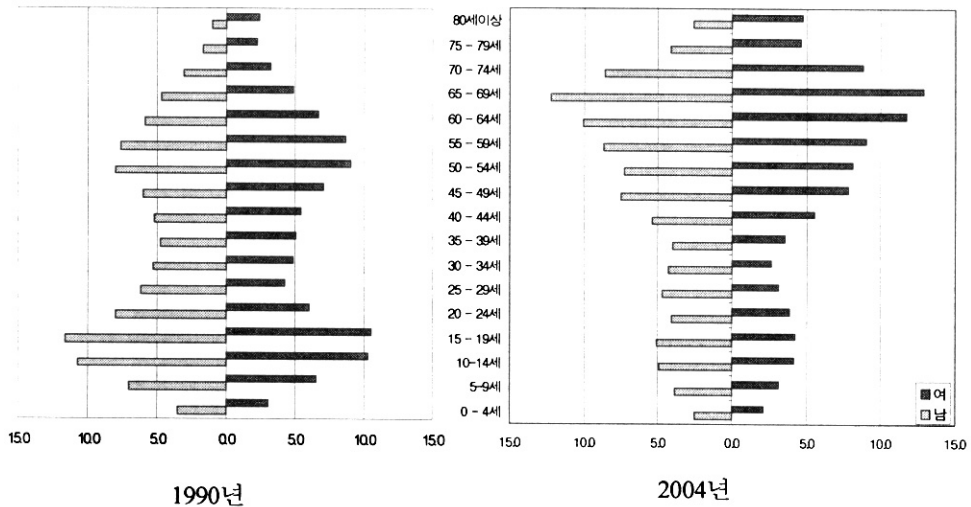 80세이상
75 - 79세
70 - 74세
65 - 69세
60 - 64세
55 - 59세
50 - 54세
45 - 49세
40 - 44세
35 - 39세
30 - 34세
25 - 29세
20 - 24세
15 - 19세
10-14세
5-9세
0 - 4세
여
남
15.0 10.0 5.0 0.0 5.0 10.0 15.0
15.0 10.0 5.0 0.0 5.0 10.0 15.0
1990년
2004년